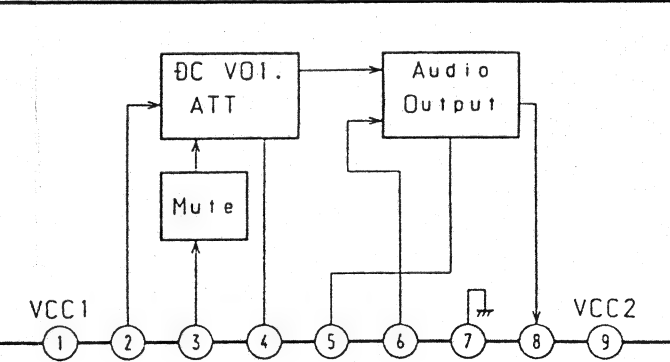 DC VOl.
ATT
Audio
Output
Mute
VCC1
VCC2
1 2 3 4 5 6 7 8 9